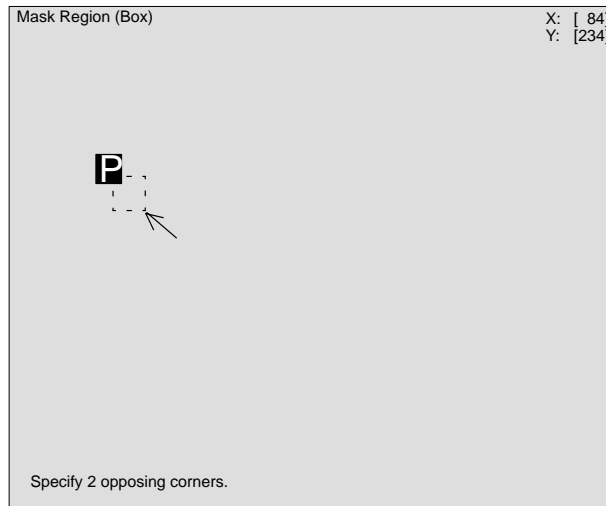 Mask Region (Box)
X: [ 84]
Y: [234]
P
Specify 2 opposing corners.